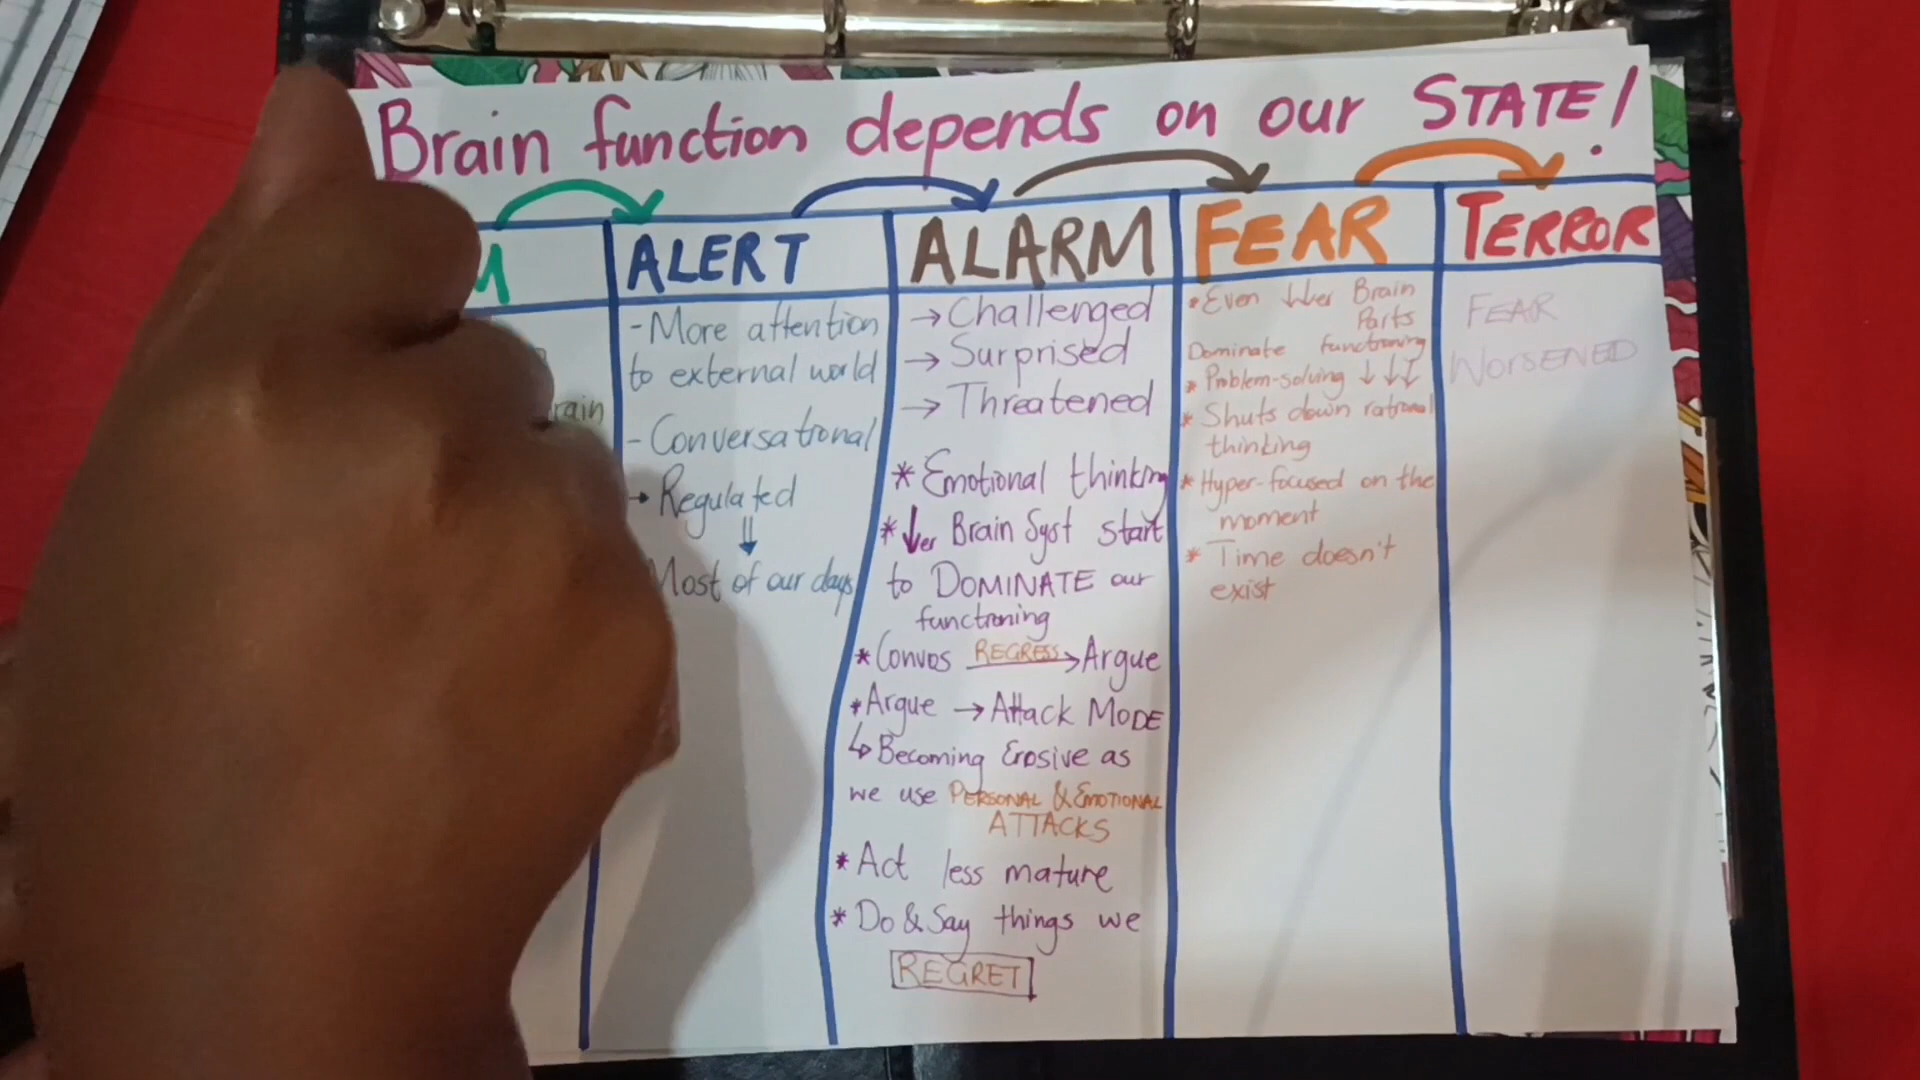 Brain function depends on our STATE!
M
rain
ALERT
- More attention
to external world
- Conversational
→ Regulated
⇓
Most of our days
ALARM
→ Challenged
→ Surprised
→ Threatened
* Emotional thinking
* ↓er Brain Syst start
to DOMINATE our
functioning
* Convos REGRESS → Argue
* Argue → Attack MODE
↳ Becoming Erosive as
we use PERSONAL & EMOTIONAL
ATTACKS
* Act less mature
* Do & Say things we
REGRET
FEAR
* Even ↓er Brain
Parts
Dominate functioning
* Problem-solving ↓↓↓
* Shuts down rational
thinking
* Hyper-focused on the
moment
* Time doesn't
exist
TERROR
FEAR
WORSENED